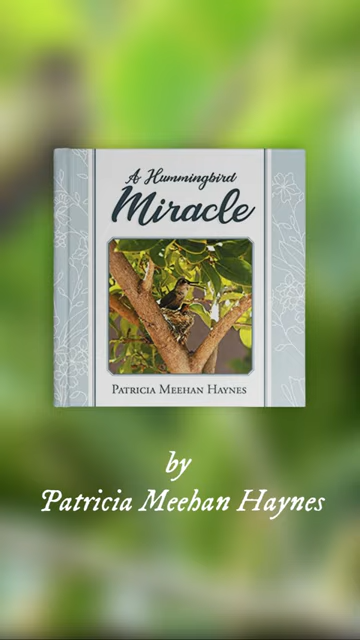 A Hummingbird
Miracle
PATRICIA MEEHAN HAYNES
by
Patricia Meehan Haynes